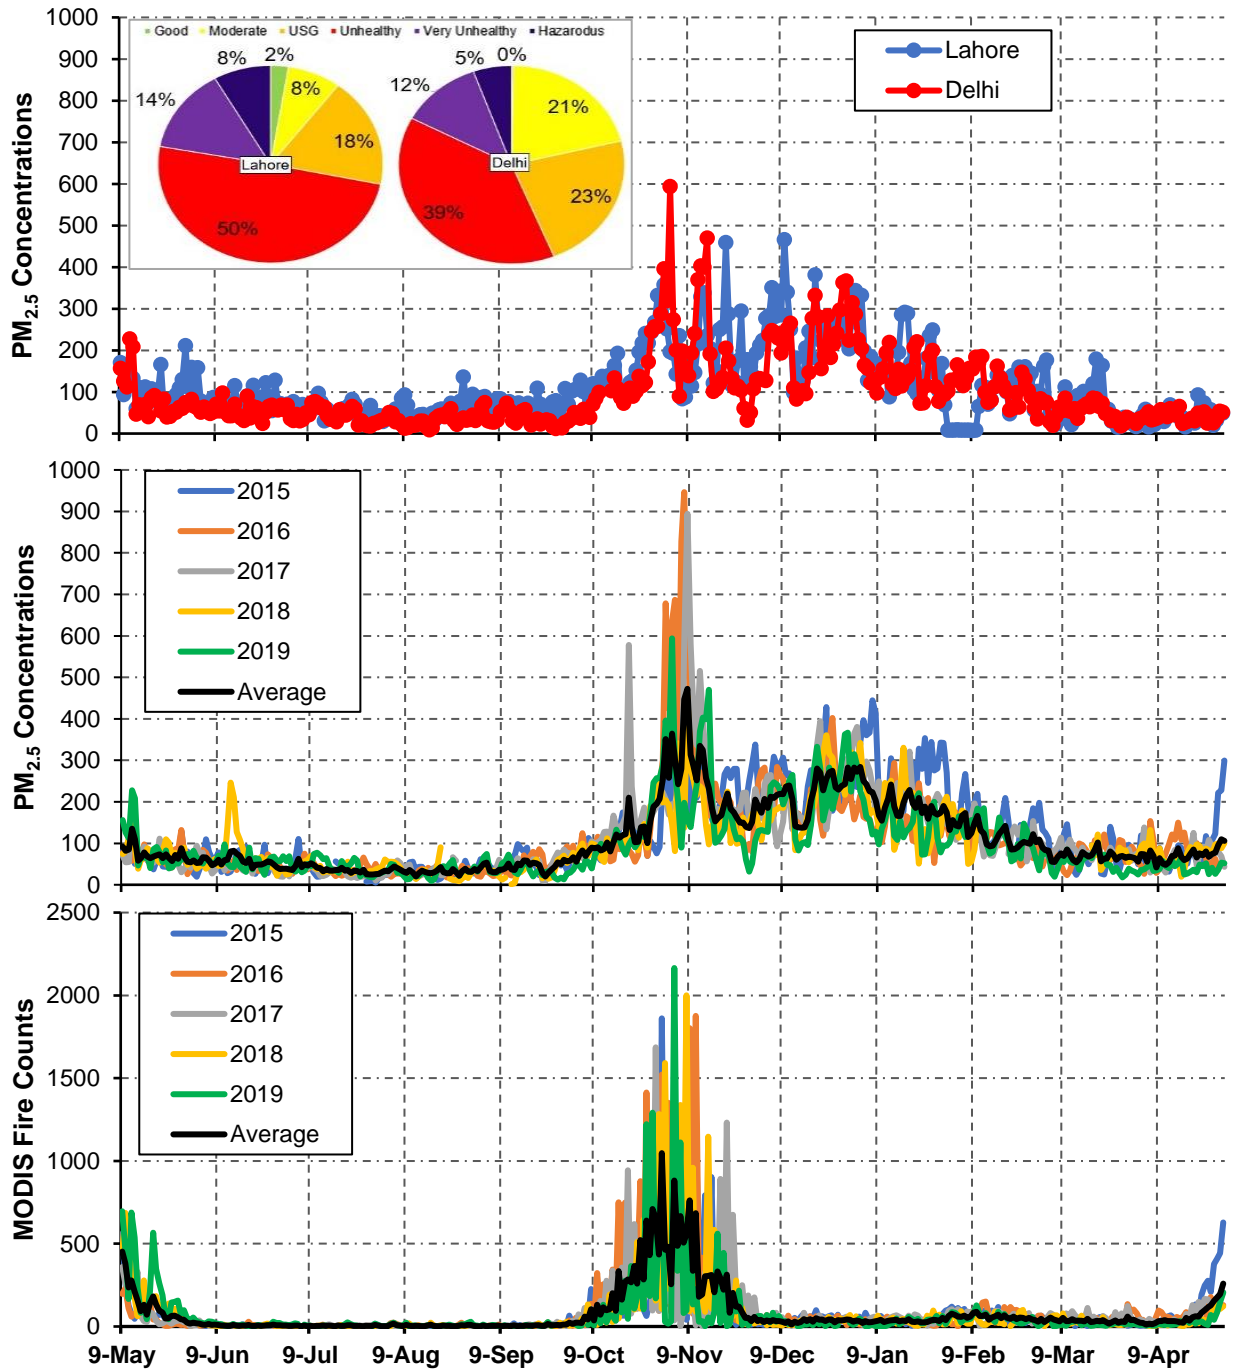 1000
900
800
700
600
500
400
300
200
100
0
PM2.5 Concentrations
Good Moderate USG Unhealthy Very Unhealthy Hazarodus
8% 2% 8% 14% 18% 50%
Lahore
5% 0% 12% 21% 23% 39%
Delhi
Lahore
Delhi
1000
900
800
700
600
500
400
300
200
100
0
PM2.5 Concentrations
2015
2016
2017
2018
2019
Average
2500
2000
1500
1000
500
0
MODIS Fire Counts
2015
2016
2017
2018
2019
Average
9-May 9-Jun 9-Jul 9-Aug 9-Sep 9-Oct 9-Nov 9-Dec 9-Jan 9-Feb 9-Mar 9-Apr